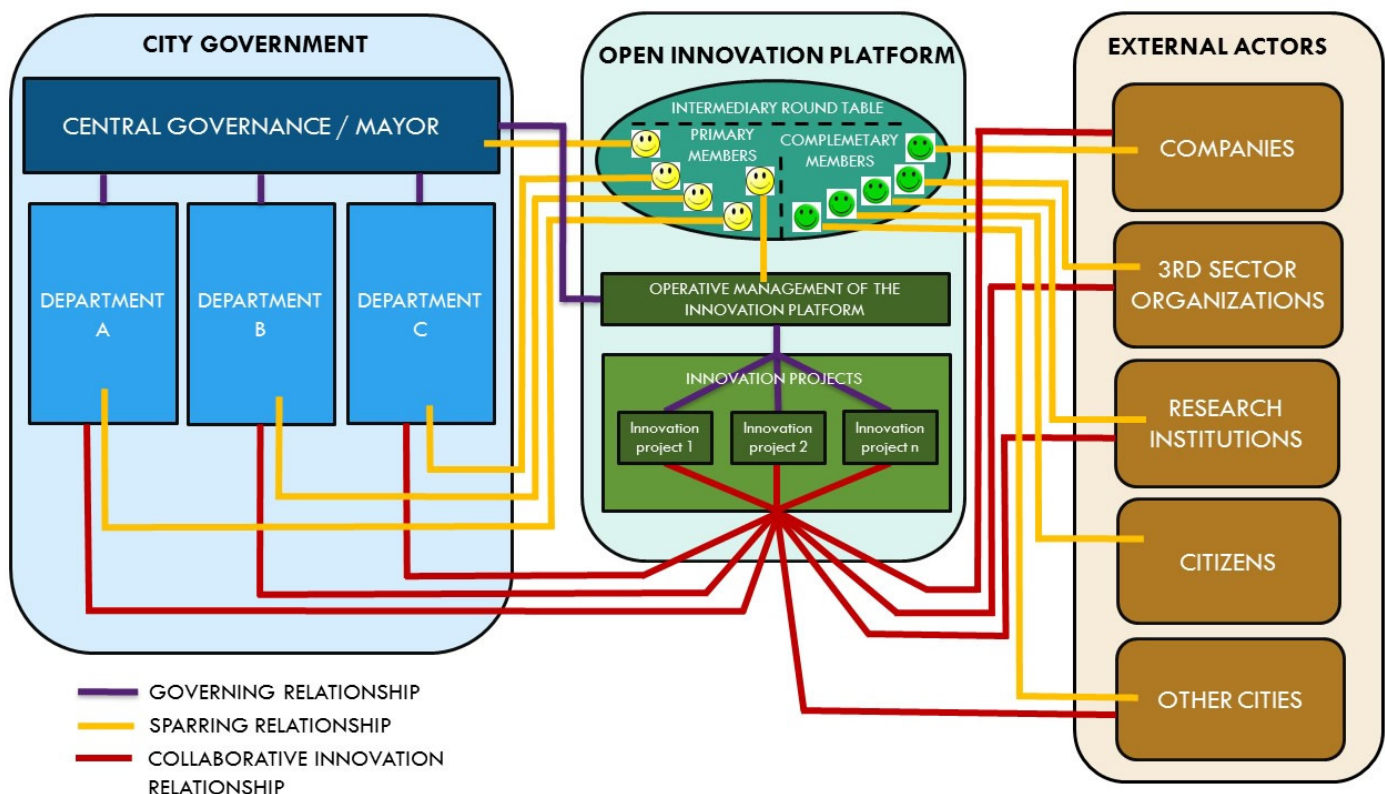 CITY GOVERNMENT
CENTRAL GOVERNANCE / MAYOR
DEPARTMENT
A
DEPARTMENT
B
DEPARTMENT
C
OPEN INNOVATION PLATFORM
INTERMEDIARY ROUND TABLE
PRIMARY
MEMBERS
COMPLEMETARY
MEMBERS
OPERATIVE MANAGEMENT OF THE
INNOVATION PLATFORM
INNOVATION PROJECTS
Innovation
project 1
Innovation
project 2
Innovation
project n
EXTERNAL ACTORS
COMPANIES
3RD SECTOR
ORGANIZATIONS
RESEARCH
INSTITUTIONS
CITIZENS
OTHER CITIES
GOVERNING RELATIONSHIP
SPARRING RELATIONSHIP
COLLABORATIVE INNOVATION
RELATIONSHIP